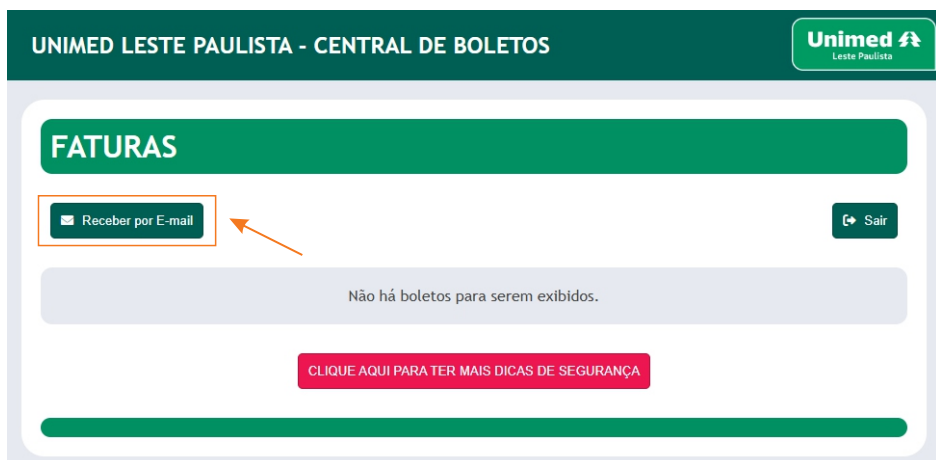 UNIMED LESTE PAULISTA - CENTRAL DE BOLETOS
Unimed
Leste Paulista
FATURAS
Receber por E-mail
Sair
Não há boletos para serem exibidos.
CLIQUE AQUI PARA TER MAIS DICAS DE SEGURANÇA